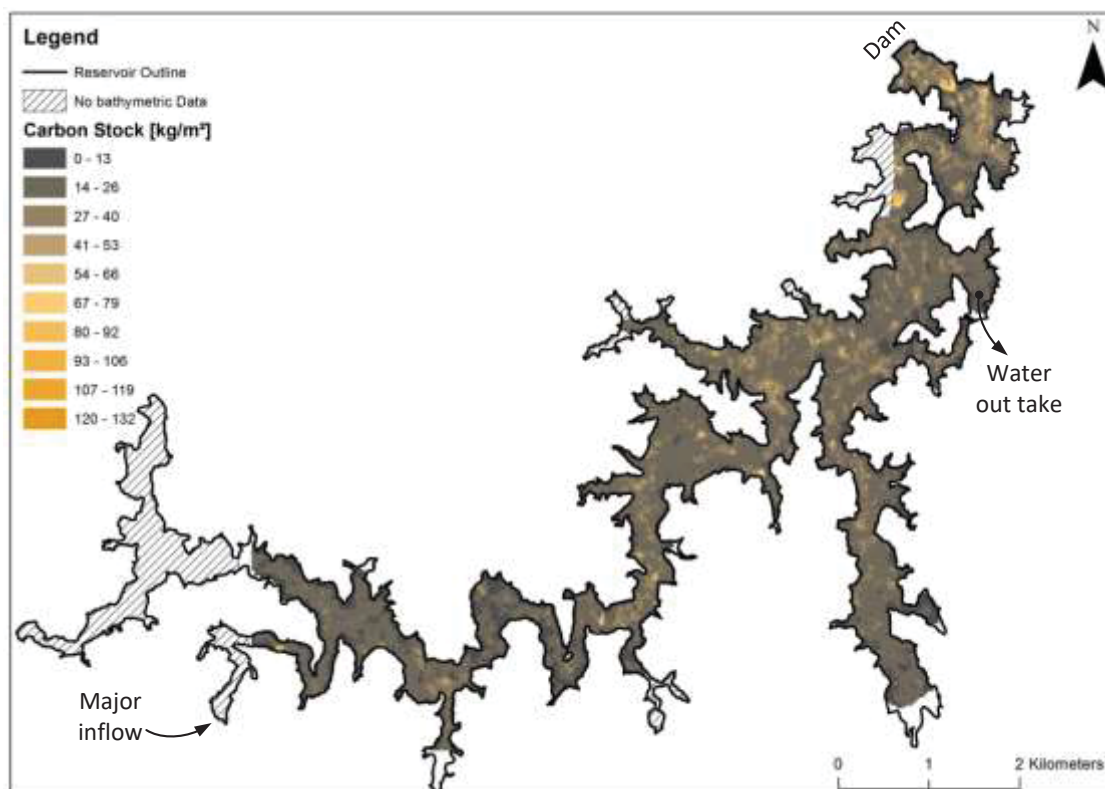 Legend
Reservoir Outline
No bathymetric Data
Carbon Stock [kg/m²]
0 - 13
14 - 26
27 - 40
41 - 53
54 - 66
67 - 79
80 - 92
93 - 106
107 - 119
120 - 132
Dam
N
Water
out take
Major
inflow
0 1 2 Kilometers